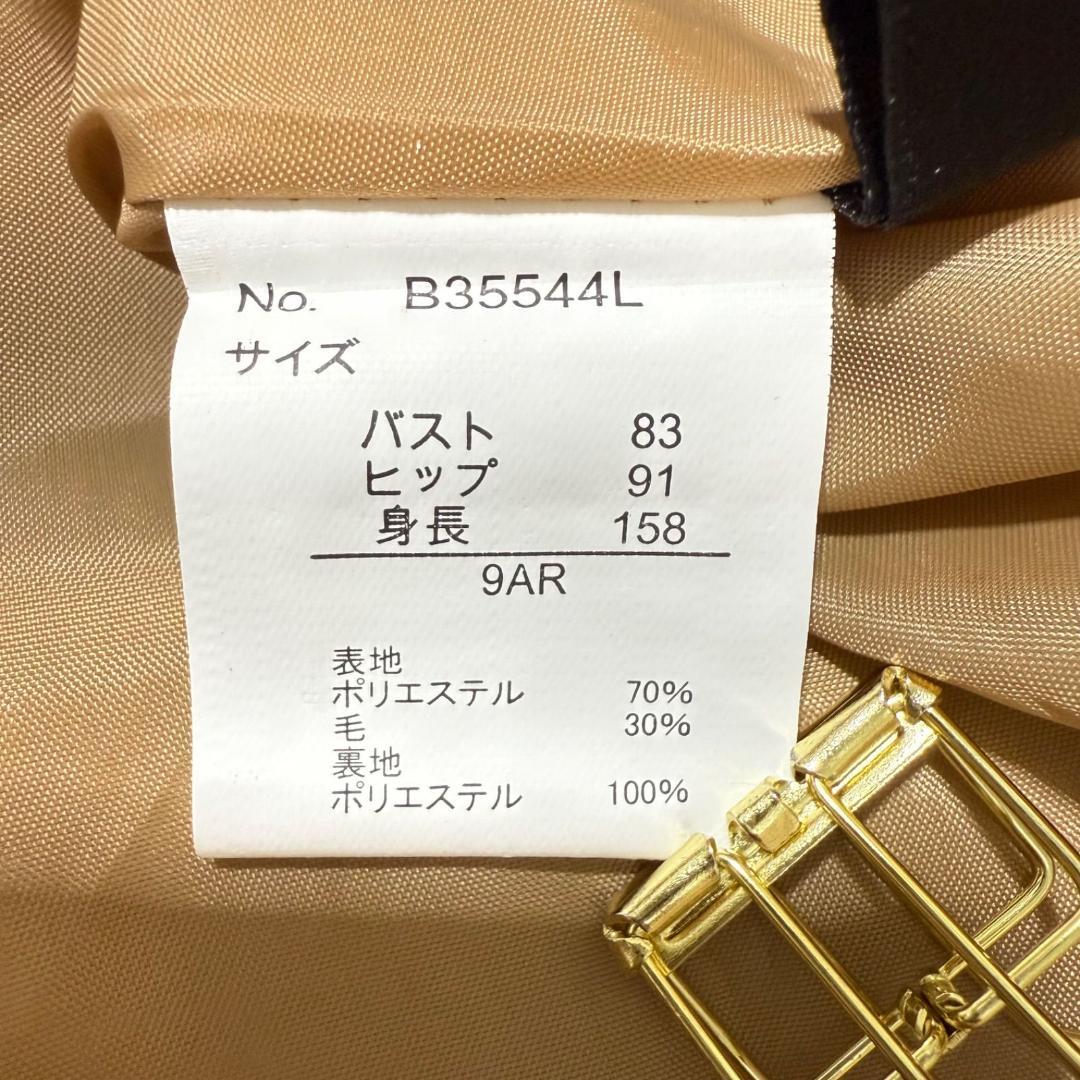 No. B35544L
サイズ
バスト 83
ヒップ 91
身長 158
9AR
表地
ポリエステル 70%
毛 30%
裏地
ポリエステル 100%